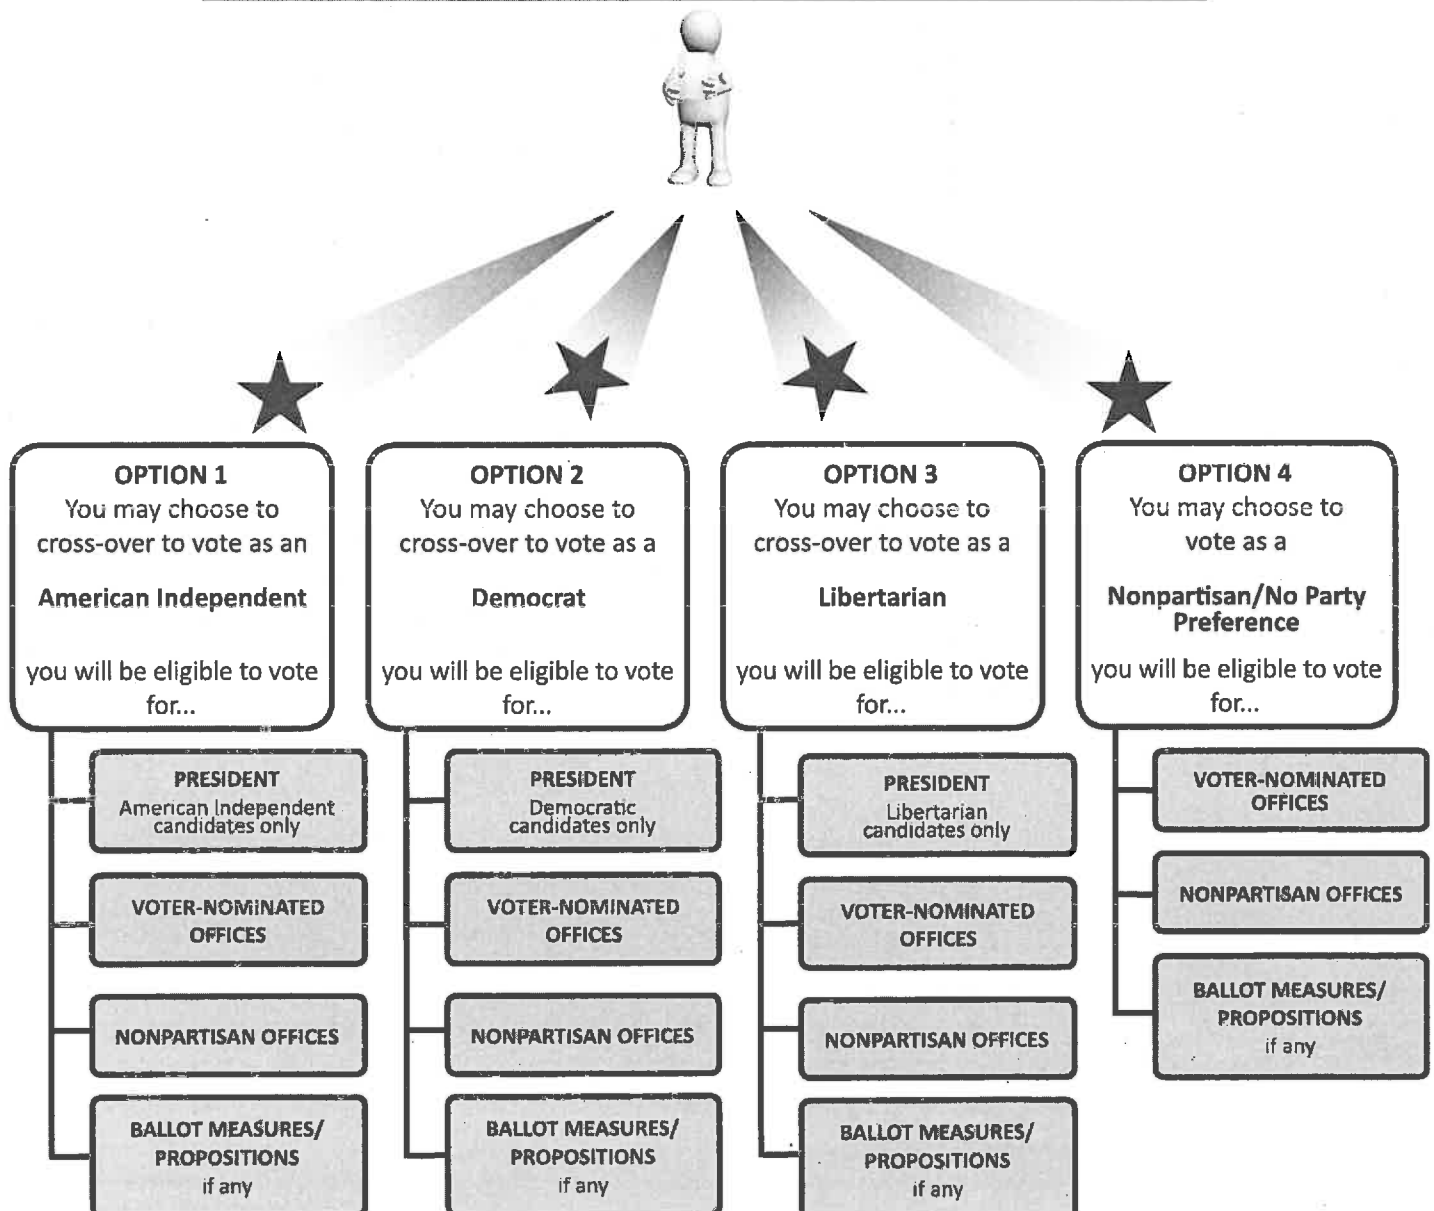 OPTION 1
You may choose to
cross-over to vote as an
American Independent
you will be eligible to vote
for...
PRESIDENT
American Independent
candidates only
VOTER-NOMINATED
OFFICES
NONPARTISAN OFFICES
BALLOT MEASURES/
PROPOSITIONS
if any
OPTION 2
You may choose to
cross-over to vote as a
Democrat
you will be eligible to vote
for...
PRESIDENT
Democratic
candidates only
VOTER-NOMINATED
OFFICES
NONPARTISAN OFFICES
BALLOT MEASURES/
PROPOSITIONS
if any
OPTION 3
You may choose to
cross-over to vote as a
Libertarian
you will be eligible to vote
for...
PRESIDENT
Libertarian
candidates only
VOTER-NOMINATED
OFFICES
NONPARTISAN OFFICES
BALLOT MEASURES/
PROPOSITIONS
if any
OPTION 4
You may choose to
vote as a
Nonpartisan/No Party
Preference
you will be eligible to vote
for...
VOTER-NOMINATED
OFFICES
NONPARTISAN OFFICES
BALLOT MEASURES/
PROPOSITIONS
if any